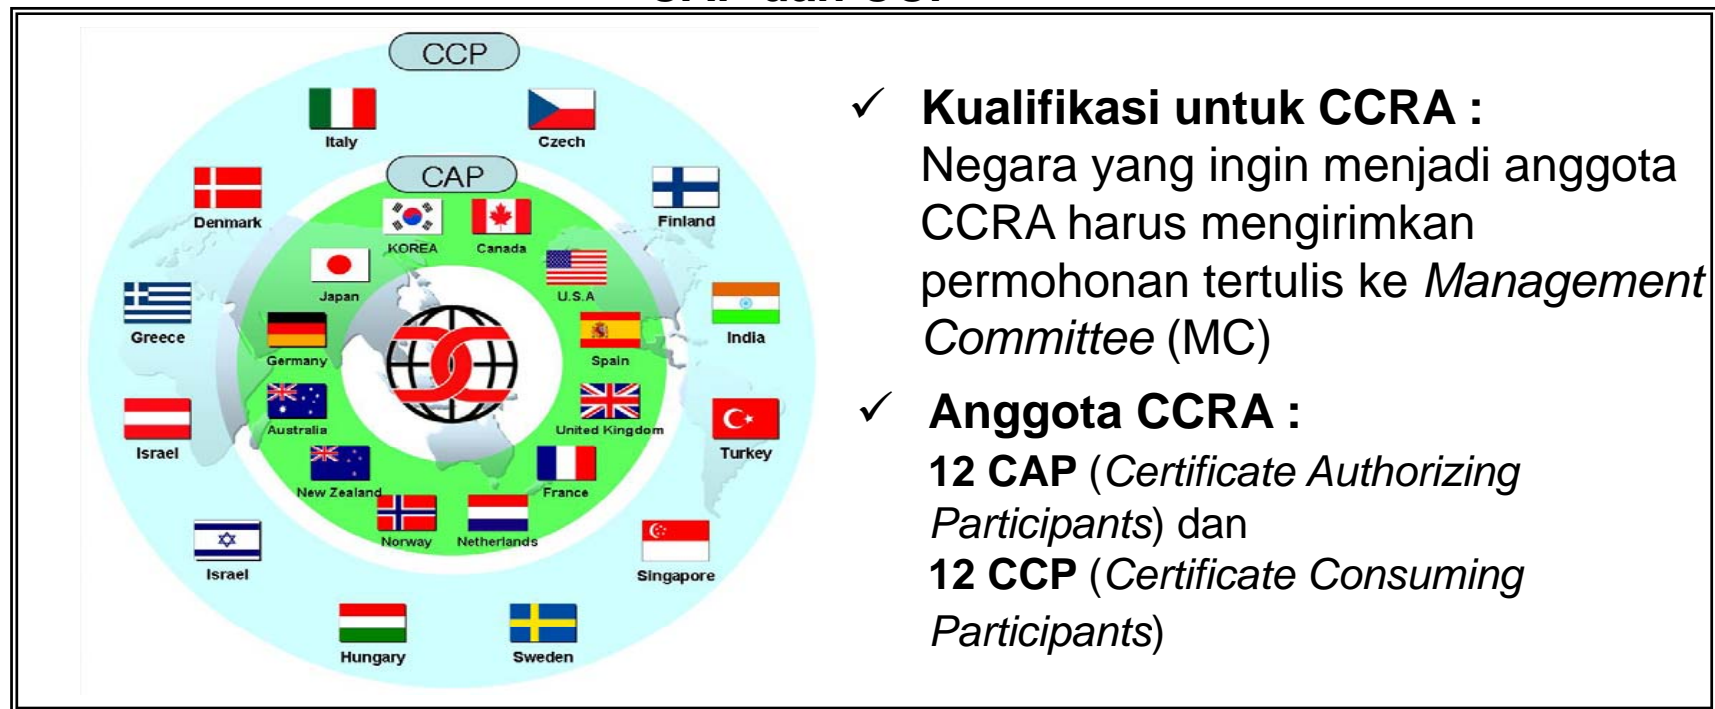 CCP
Italy
Czech
CAP
Denmark
Finland
KOREA
Canada
Japan
U.S.A
Greece
India
Germany
Spain
Australia
United Kingdom
Israel
Turkey
New Zealand
France
Norway
Netherlands
Israel
Singapore
Hungary
Sweden
✓ Kualifikasi untuk CCRA :
Negara yang ingin menjadi anggota
CCRA harus mengirimkan
permohonan tertulis ke Management
Committee (MC)
✓ Anggota CCRA :
12 CAP (Certificate Authorizing
Participants) dan
12 CCP (Certificate Consuming
Participants)